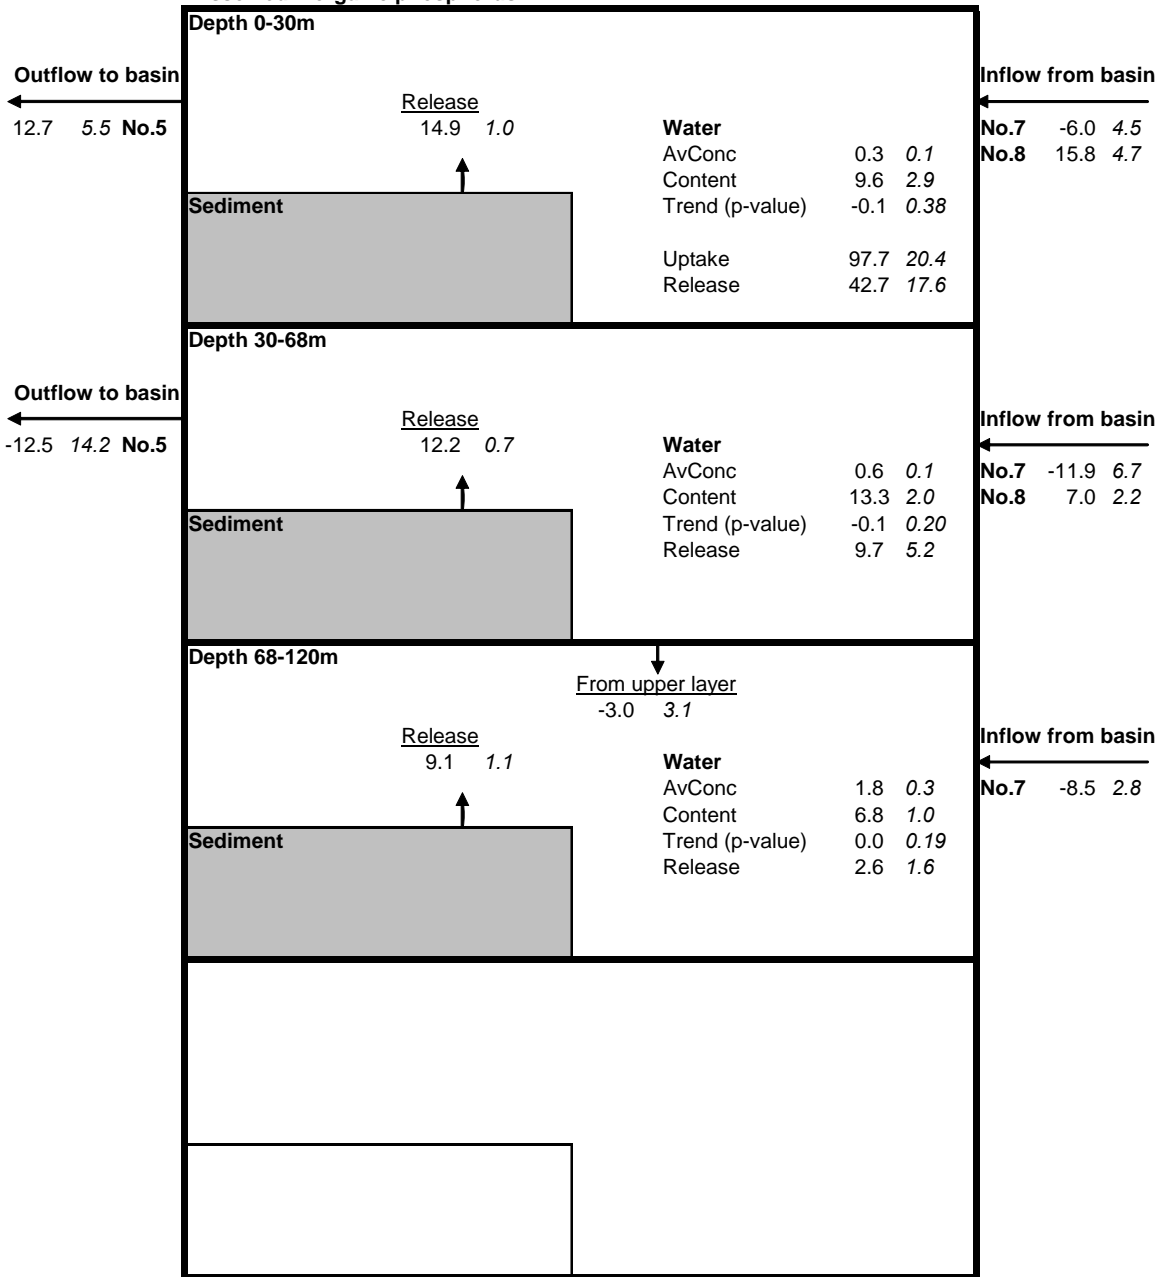 Depth 0-30m
Outflow to basin
Inflow from basin
Release
12.7 5.5 No.5
14.9 1.0
Water
No.7 -6.0 4.5
AvConc 0.3 0.1
No.8 15.8 4.7
Content 9.6 2.9
Sediment
Trend (p-value) -0.1 0.38
Uptake 97.7 20.4
Release 42.7 17.6
Depth 30-68m
Outflow to basin
Release
Inflow from basin
-12.5 14.2 No.5
12.2 0.7
Water
AvConc 0.6 0.1
No.7 -11.9 6.7
Content 13.3 2.0
No.8 7.0 2.2
Sediment
Trend (p-value) -0.1 0.20
Release 9.7 5.2
Depth 68-120m
From upper layer
-3.0 3.1
Release
Inflow from basin
9.1 1.1
Water
AvConc 1.8 0.3
No.7 -8.5 2.8
Content 6.8 1.0
Sediment
Trend (p-value) 0.0 0.19
Release 2.6 1.6